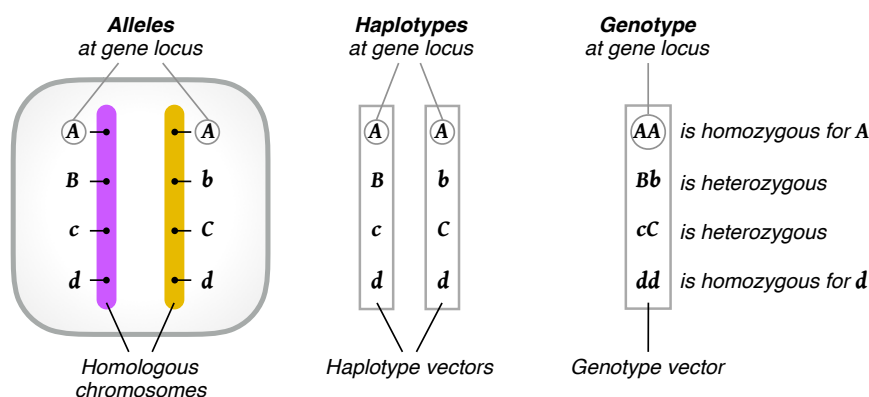 Alleles
at gene locus
A
A
B
b
c
C
d
d
Homologous
chromosomes
Haplotypes
at gene locus
A
A
B
b
c
C
d
d
Haplotype vectors
Genotype
at gene locus
AA is homozygous for A
Bb is heterozygous
cC is heterozygous
dd is homozygous for d
Genotype vector